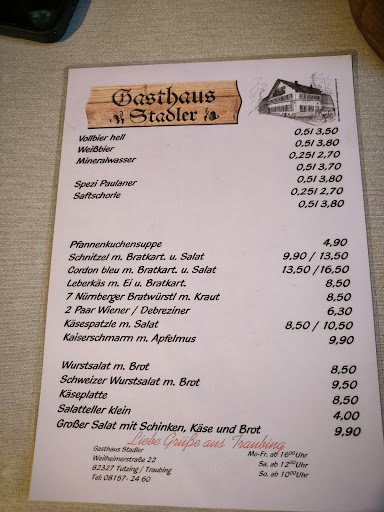 Gasthaus
Stadler
Vollbier hell 0,5l 3,50
Weißbier 0,5l 3,80
Mineralwasser 0,25l 2,70
0,5l 3,70
Spezi Paulaner 0,5l 3,80
Saftschorle 0,25l 2,70
0,5l 3,80
Pfannenkuchensuppe 4,90
Schnitzel m. Bratkart. u. Salat 9,90 / 13,50
Cordon bleu m. Bratkart. u. Salat 13,50 /16,50
Leberkäs m. Ei u. Bratkart. 8,50
7 Nürnberger Bratwürstl m. Kraut 8,50
2 Paar Wiener / Debreziner 6,30
Käsespatzle m. Salat 8,50 / 10,50
Kaiserschmarrn m. Apfelmus 9,90
Wurstsalat m. Brot 8,50
Schweizer Wurstsalat m. Brot 9,50
Käseplatte 8,50
Salatteller klein 4,00
Großer Salat mit Schinken, Käse und Brot 9,90
Liebe Grüße aus Traubing
Gasthaus Stadler
Weilheimerstraße 22
82327 Tutzing / Traubing
Tel: 08157- 24 60
Mo-Fr. ab 16⁰⁰Uhr
Sa. ab 12⁰⁰Uhr
So. ab 10⁰⁰Uhr